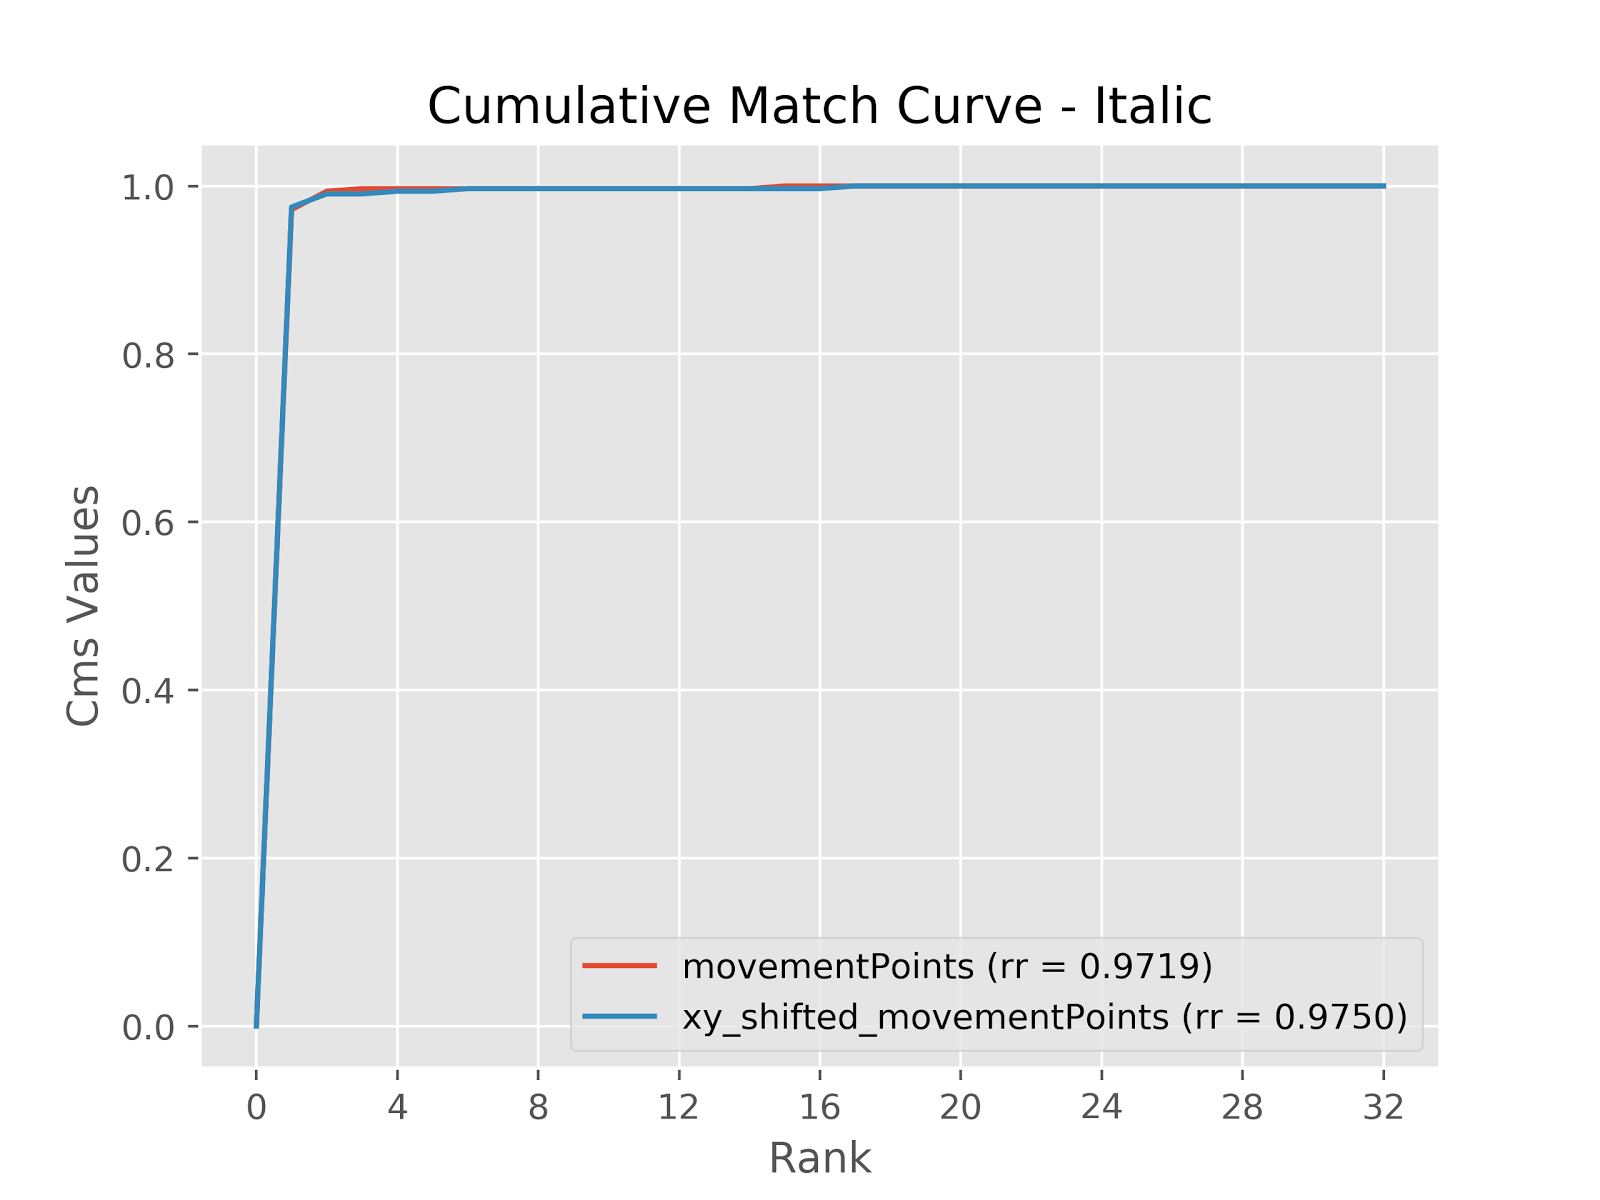 Cumulative Match Curve - Italic
1.0
0.8
0.6
0.4
0.2
0.0
Cms Values
movementPoints (rr = 0.9719)
xy_shifted_movementPoints (rr = 0.9750)
0 4 8 12 16 20 24 28 32
Rank